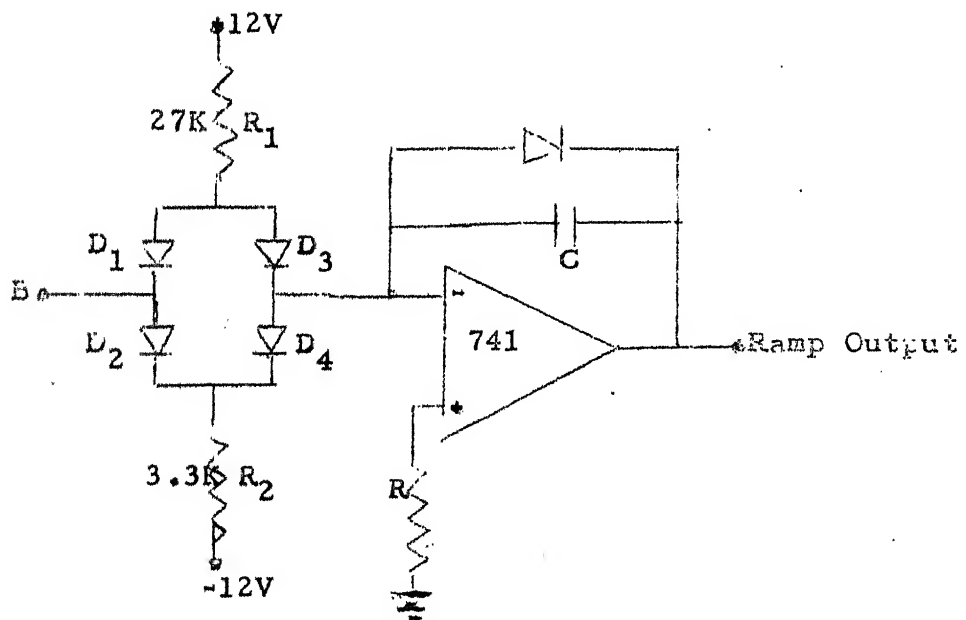 +12V
27K R1
D1 D3
B
D2 D4
3.3K R2
-12V
C
-
741
+
R
Ramp Output